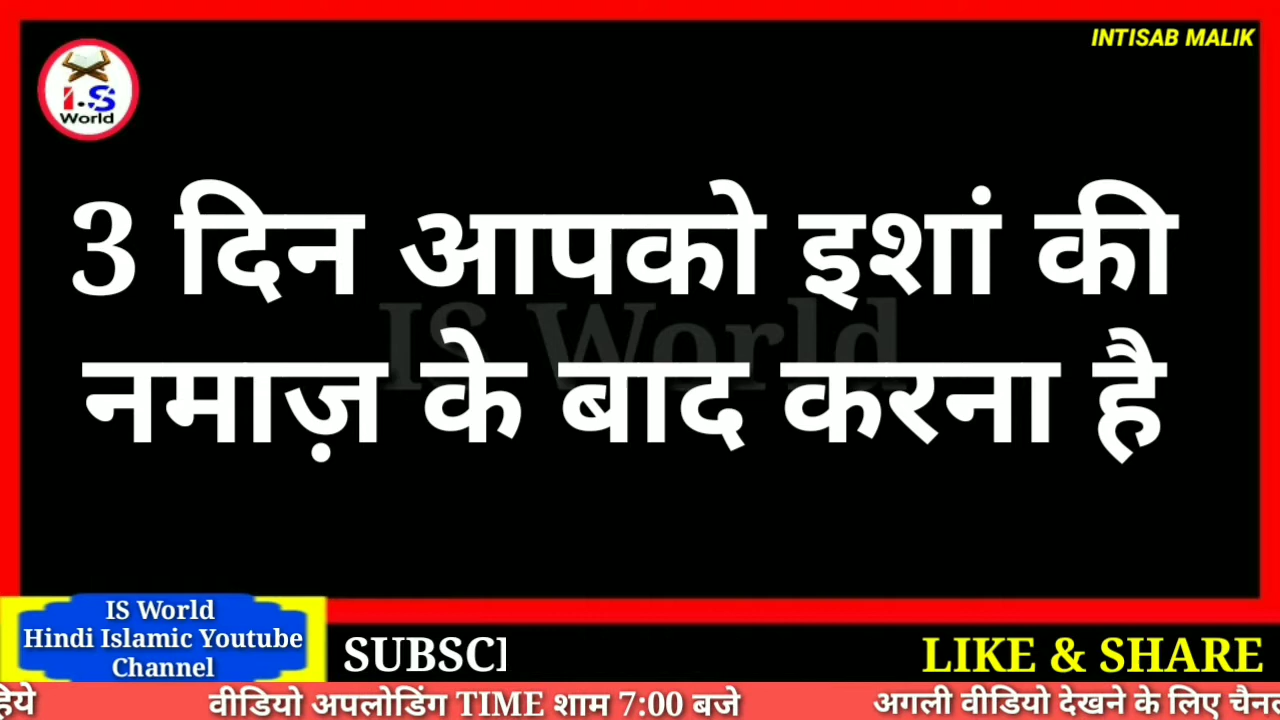 INTISAB MALIK
I.S
World
3 दिन आपको इशां की
नमाज़ के बाद करना है
IS World
IS World
Hindi Islamic Youtube
Channel
SUBSC
LIKE & SHARE
वीडियो अपलोडिंग TIME शाम 7:00 बजे
अगली वीडियो देखने के लिए